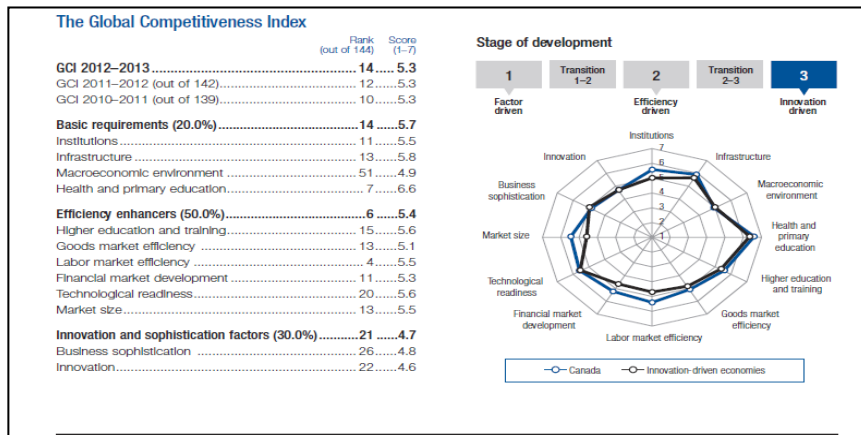 The Global Competitiveness Index
Rank Score
(out of 144) (1–7)
GCI 2012–2013......................................14.....5.3
GCI 2011–2012 (out of 142)......................................12.....5.3
GCI 2010–2011 (out of 139)......................................10.....5.3
Basic requirements (20.0%)......................................14.....5.7
Institutions......................................11.....5.5
Infrastructure......................................13.....5.8
Macroeconomic environment......................................51.....4.9
Health and primary education......................................7.....6.6
Efficiency enhancers (50.0%)......................................6.....5.4
Higher education and training......................................15.....5.6
Goods market efficiency ......................................13.....5.1
Labor market efficiency ......................................4.....5.5
Financial market development ......................................11.....5.3
Technological readiness......................................20.....5.6
Market size......................................13.....5.5
Innovation and sophistication factors (30.0%)...........21.....4.7
Business sophistication ......................................26.....4.8
Innovation......................................22.....4.6
Stage of development
1 Transition 1–2 2 Transition 2–3 3
Factor driven Efficiency driven Innovation driven
Institutions
Infrastructure
Macroeconomic
environment
Health and
primary
education
Higher education
and training
Goods market
efficiency
Labor market efficiency
Financial market
development
Technological
readiness
Market size
Business
sophistication
Innovation
7
6
5
4
3
2
1
Canada Innovation-driven economies